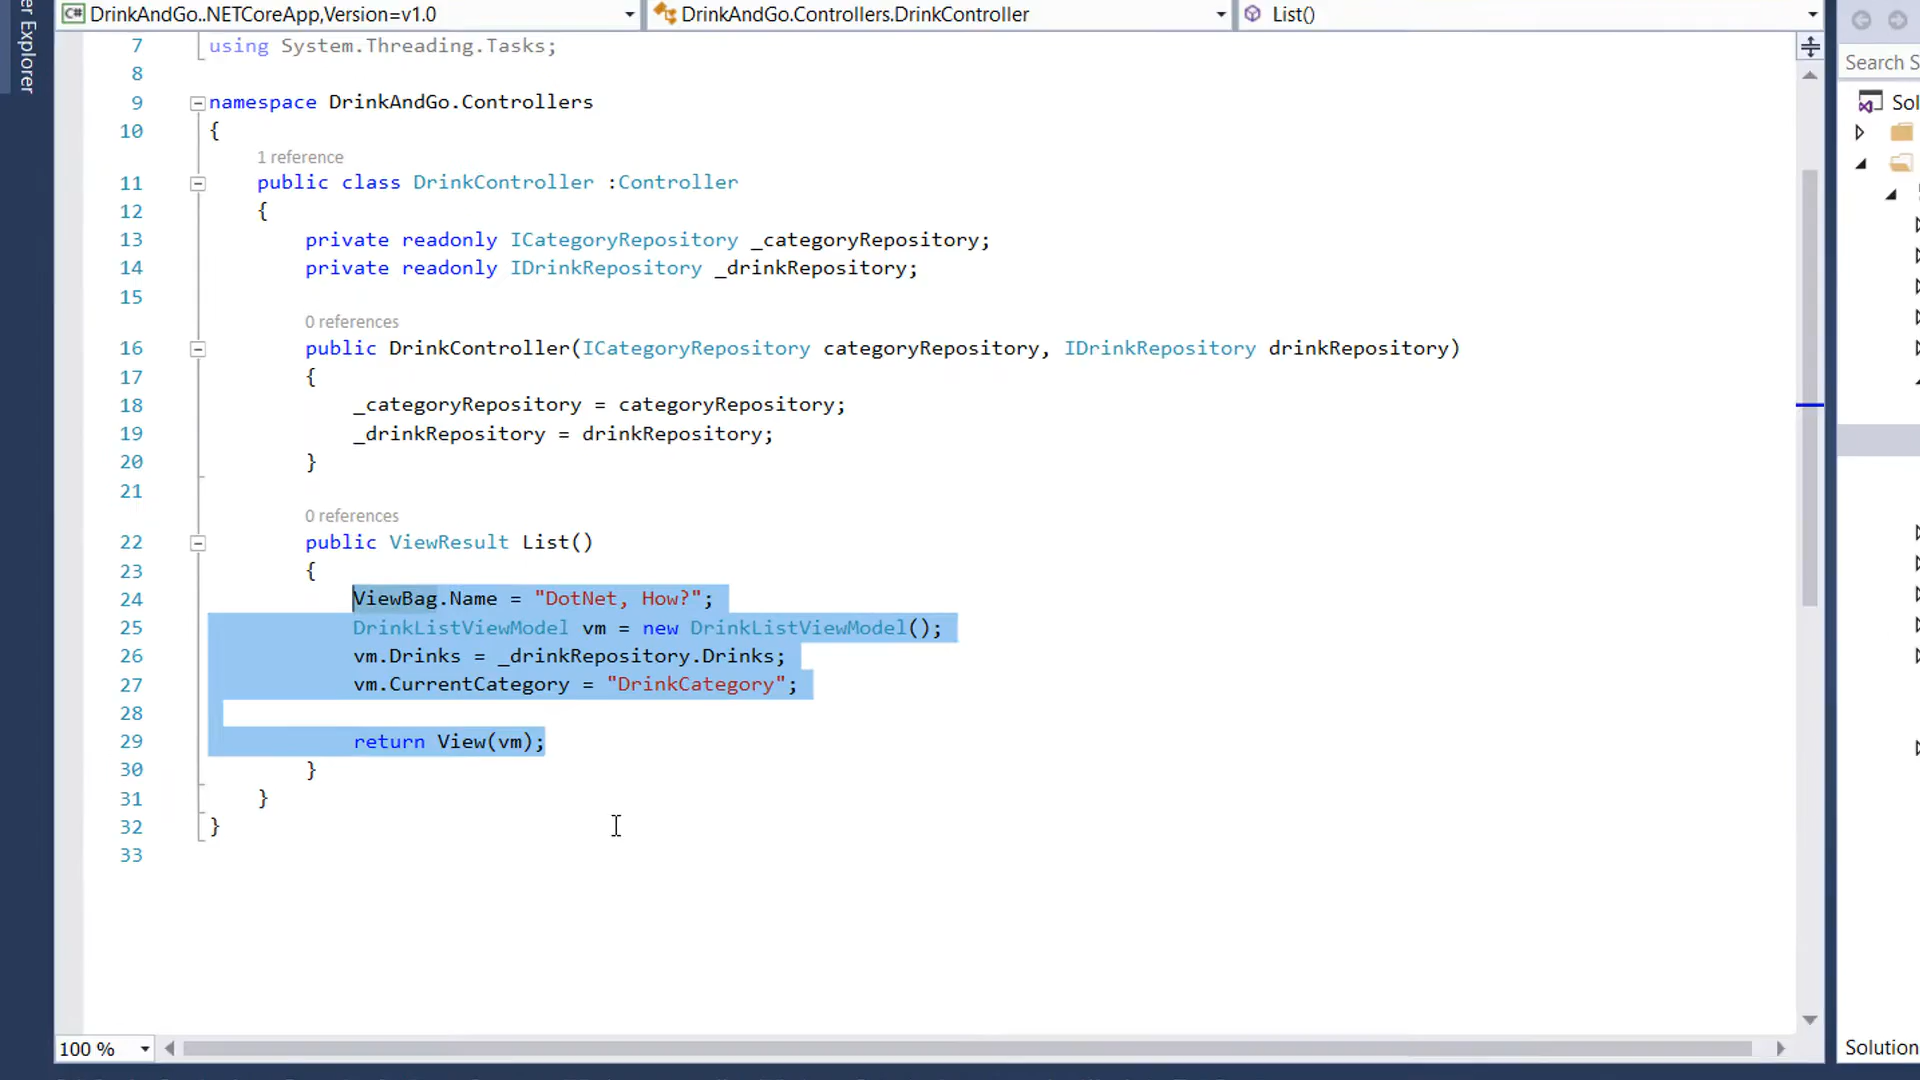 er Explorer
DrinkAndGo..NETCoreApp,Version=v1.0
DrinkAndGo.Controllers.DrinkController
List()
7 using System.Threading.Tasks;
8
9 namespace DrinkAndGo.Controllers
10 {
1 reference
11 public class DrinkController :Controller
12 {
13 private readonly ICategoryRepository _categoryRepository;
14 private readonly IDrinkRepository _drinkRepository;
15
0 references
16 public DrinkController(ICategoryRepository categoryRepository, IDrinkRepository drinkRepository)
17 {
18 _categoryRepository = categoryRepository;
19 _drinkRepository = drinkRepository;
20 }
21
0 references
22 public ViewResult List()
23 {
24 ViewBag.Name = "DotNet, How?";
25 DrinkListViewModel vm = new DrinkListViewModel();
26 vm.Drinks = _drinkRepository.Drinks;
27 vm.CurrentCategory = "DrinkCategory";
28
29 return View(vm);
30 }
31 }
32 }
33
100 %
Search S
Sol
Solution